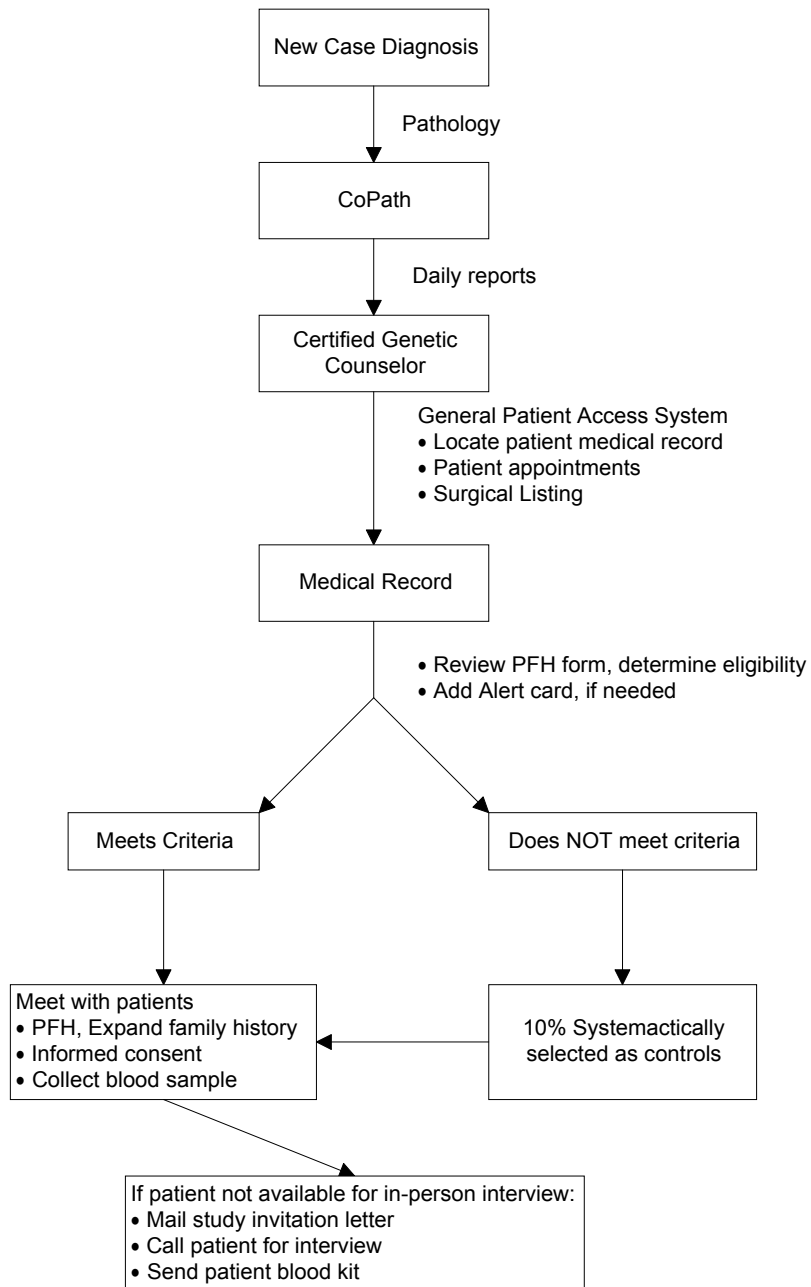 New Case Diagnosis
Pathology
CoPath
Daily reports
Certified Genetic
Counselor
General Patient Access System
• Locate patient medical record
• Patient appointments
• Surgical Listing
Medical Record
• Review PFH form, determine eligibility
• Add Alert card, if needed
Meets Criteria
Does NOT meet criteria
Meet with patients
• PFH, Expand family history
• Informed consent
• Collect blood sample
10% Systemactically
selected as controls
If patient not available for in-person interview:
• Mail study invitation letter
• Call patient for interview
• Send patient blood kit